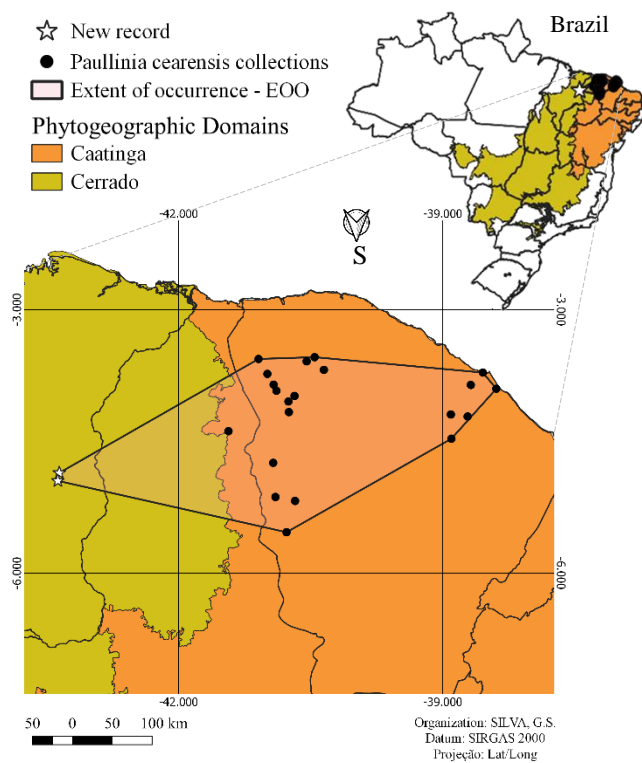 New record
Paullinia cearensis collections
Extent of occurrence - EOO
Phytogeographic Domains
Caatinga
Cerrado
Brazil
-42.000
-39.000
S
-3.000
-3.000
-6.000
-6.000
-42.000
-39.000
50 0 50 100 km
Organization: SILVA, G.S.
Datum: SIRGAS 2000
Projeção: Lat/Long